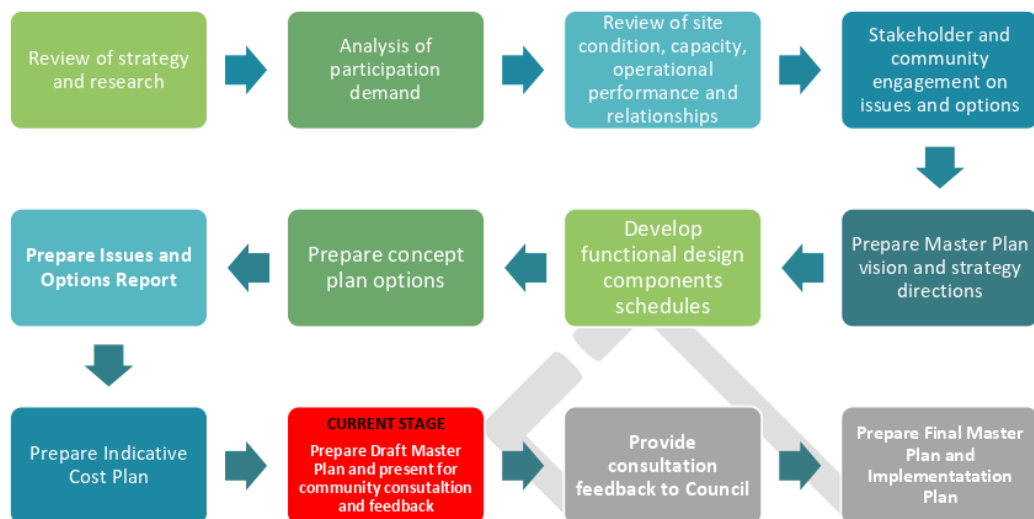 Review of strategy
and research
Analysis of
participation
demand
Review of site
condition, capacity,
operational
performance and
relationships
Stakeholder and
community
engagement on
issues and options
Prepare Issues and
Options Report
Prepare concept
plan options
Develop
functional design
components
schedules
Prepare Master Plan
vision and strategy
directions
Prepare Indicative
Cost Plan
CURRENT STAGE
Prepare Draft Master
Plan and present for
community consutaltion
and feedback
Provide
consultation
feedback to Council
Prepare Final Master
Plan and
Implementatation
Plan